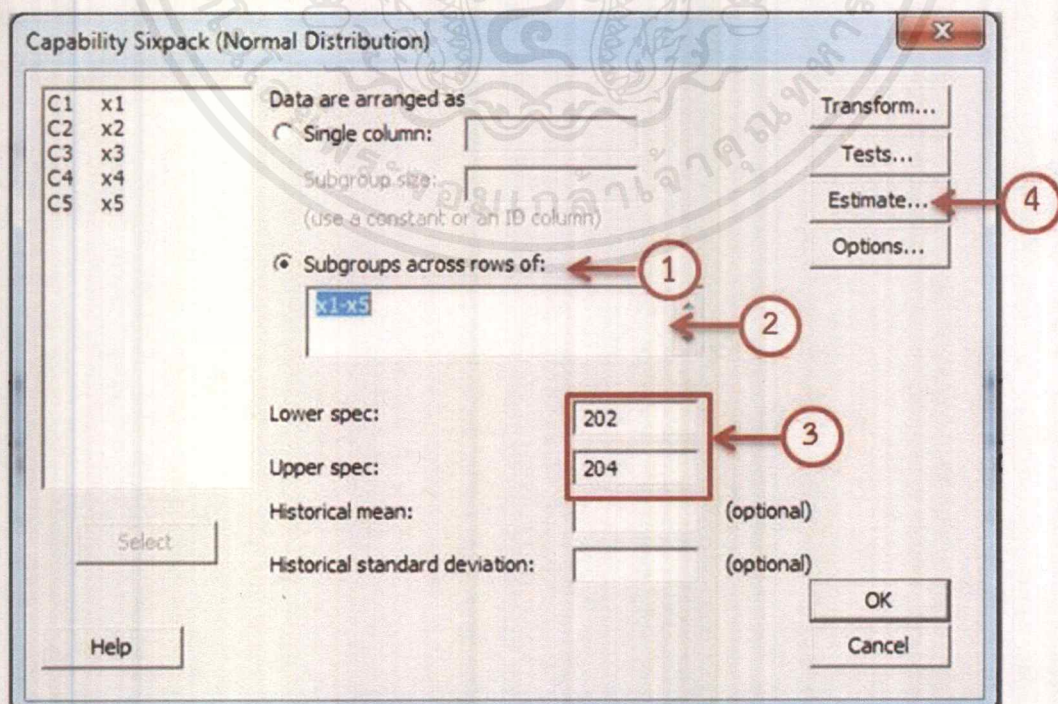 Capability Sixpack (Normal Distribution)
C1 x1
C2 x2
C3 x3
C4 x4
C5 x5
Data are arranged as
Single column:
Subgroup size:
(use a constant or an ID column)
Subgroups across rows of:
x1-x5
Lower spec:
202
Upper spec:
204
Historical mean:
(optional)
Historical standard deviation:
(optional)
Transform...
Tests...
Estimate...
Options...
1
2
3
4
Select
Help
OK
Cancel